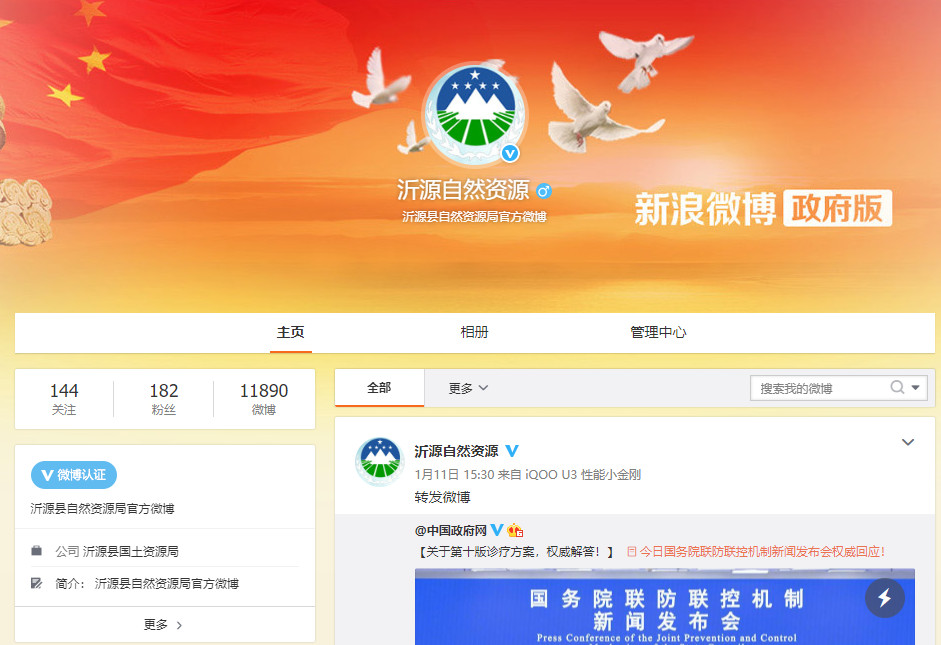 沂源自然资源
沂源县自然资源局官方微博
新浪微博 政府版
主页 相册 管理中心
144 182 11890
关注 粉丝 微博
V 微博认证
沂源县自然资源局官方微博
公司 沂源县国土资源局
简介： 沂源县自然资源局官方微博
更多
全部 更多 搜索我的微博
沂源自然资源
1月11日 15:30 来自 iQOO U3 性能小金刚
转发微博
@中国政府网
【关于第十版诊疗方案，权威解答！】 今日国务院联防联控机制新闻发布会权威回应！
国务院联防联控机制
新闻发布会
Press Conference of the Joint Prevention and Control